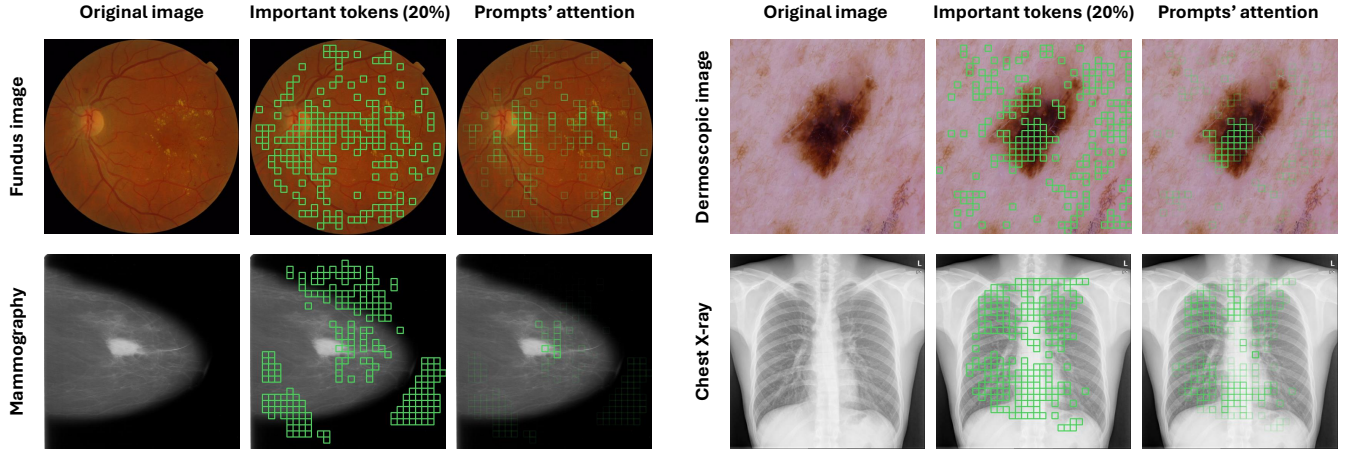 Original image Important tokens (20%) Prompts' attention Original image Important tokens (20%) Prompts' attention
Fundus image
Dermoscopic image
Mammography
Chest X-ray
L
L
L